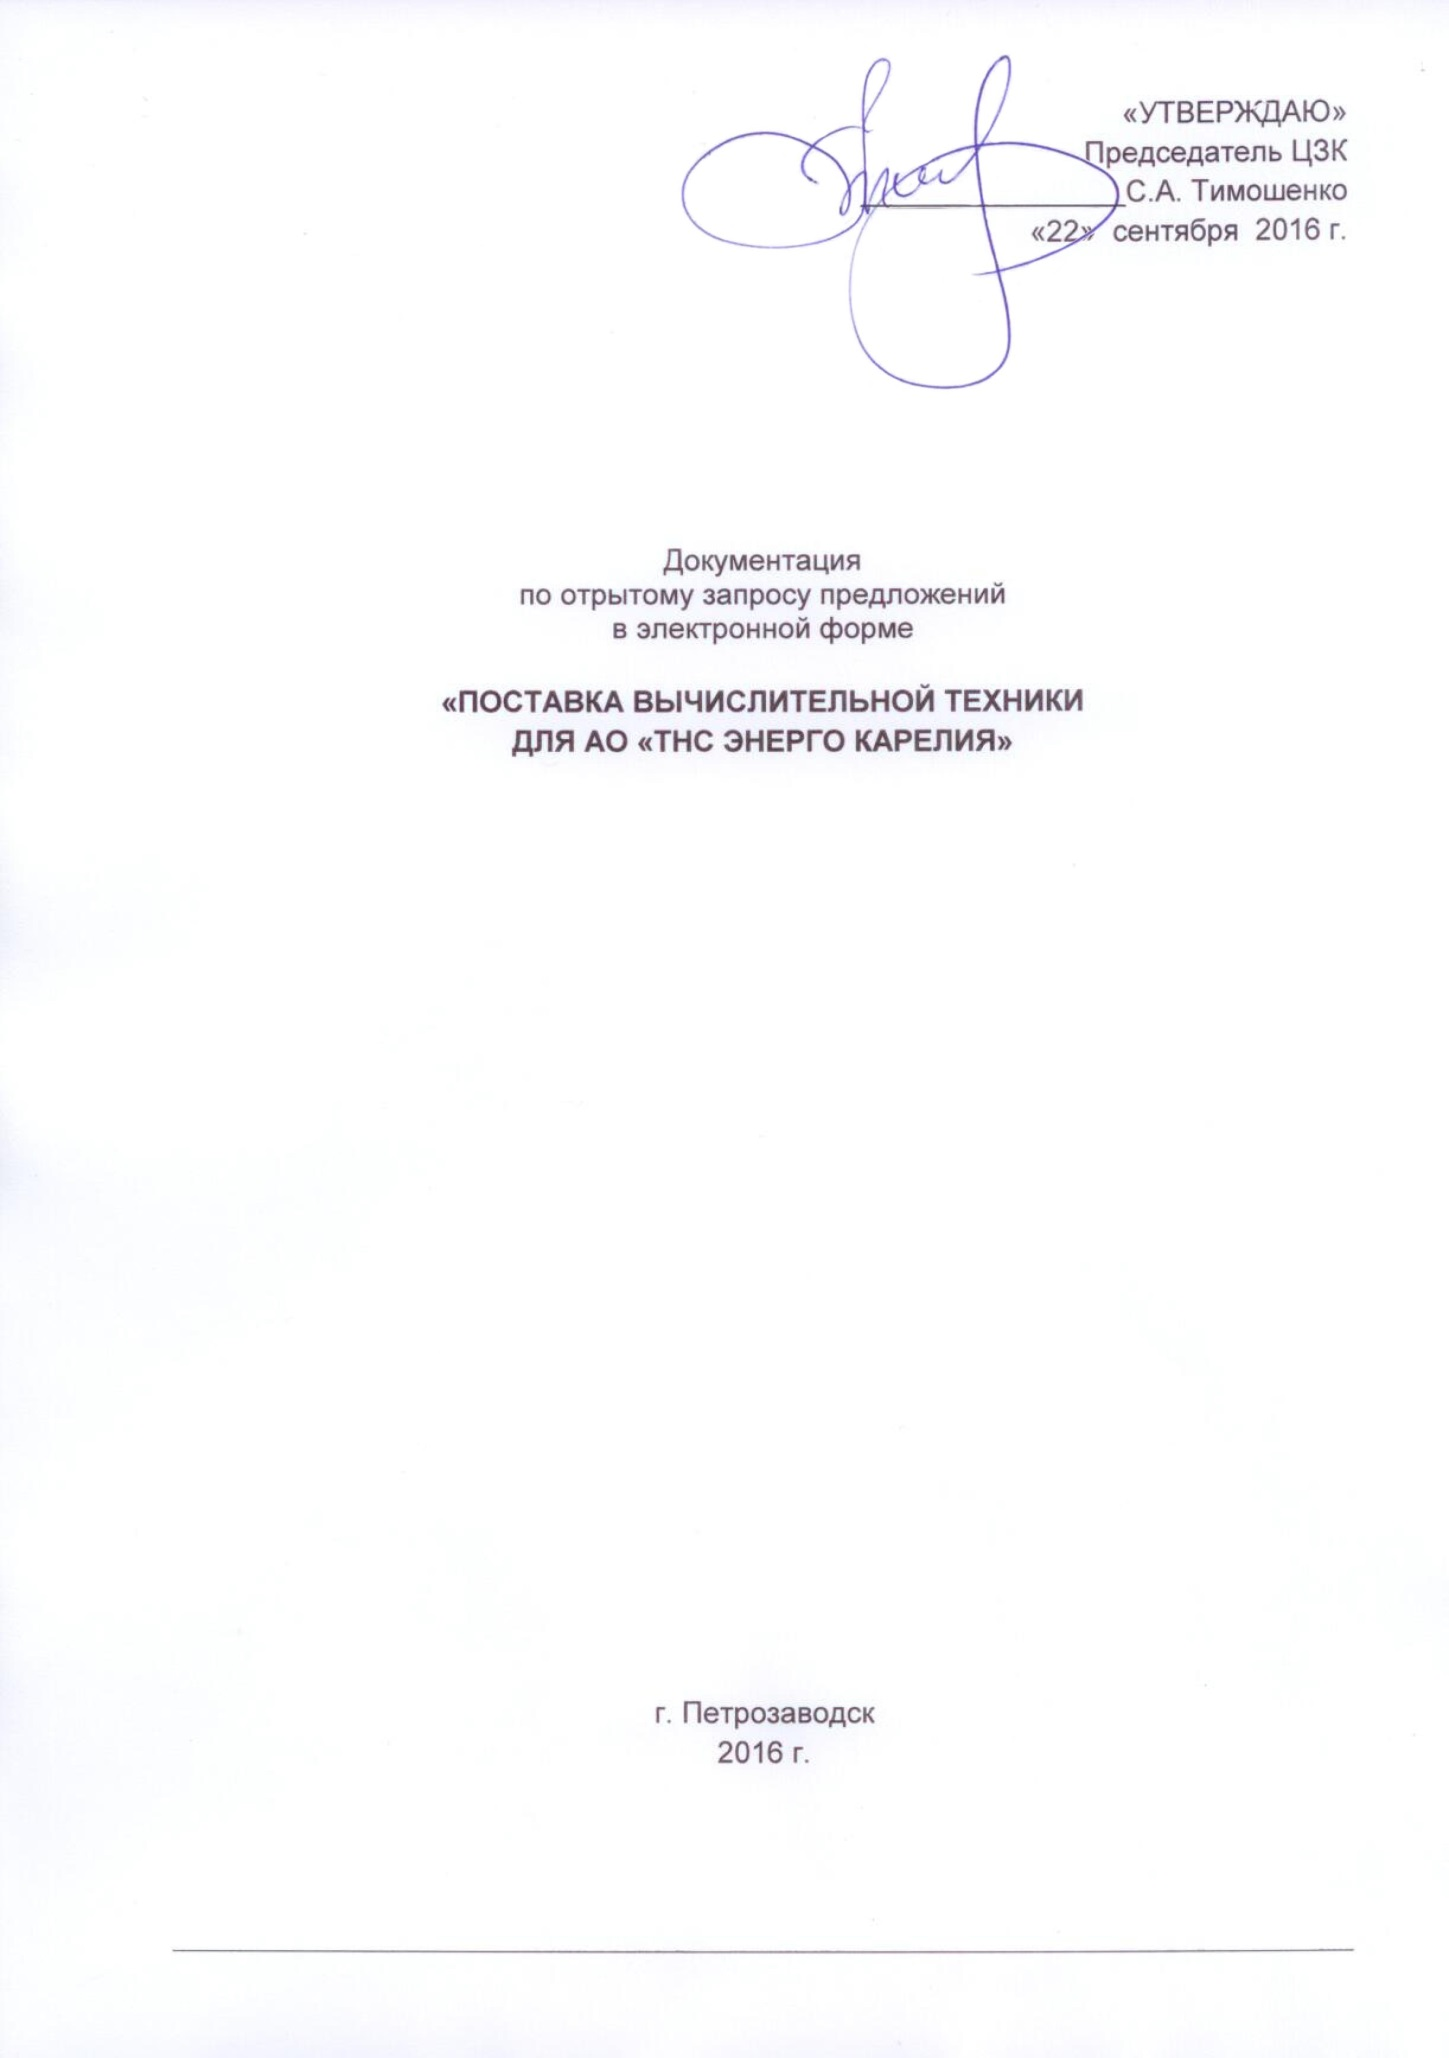 «УТВЕРЖДАЮ»
Председатель ЦЗК
С.А. Тимошенко
«22» сентября 2016 г.
Документация
по отрытому запросу предложений
в электронной форме
«ПОСТАВКА ВЫЧИСЛИТЕЛЬНОЙ ТЕХНИКИ
ДЛЯ АО «ТНС ЭНЕРГО КАРЕЛИЯ»
г. Петрозаводск
2016 г.